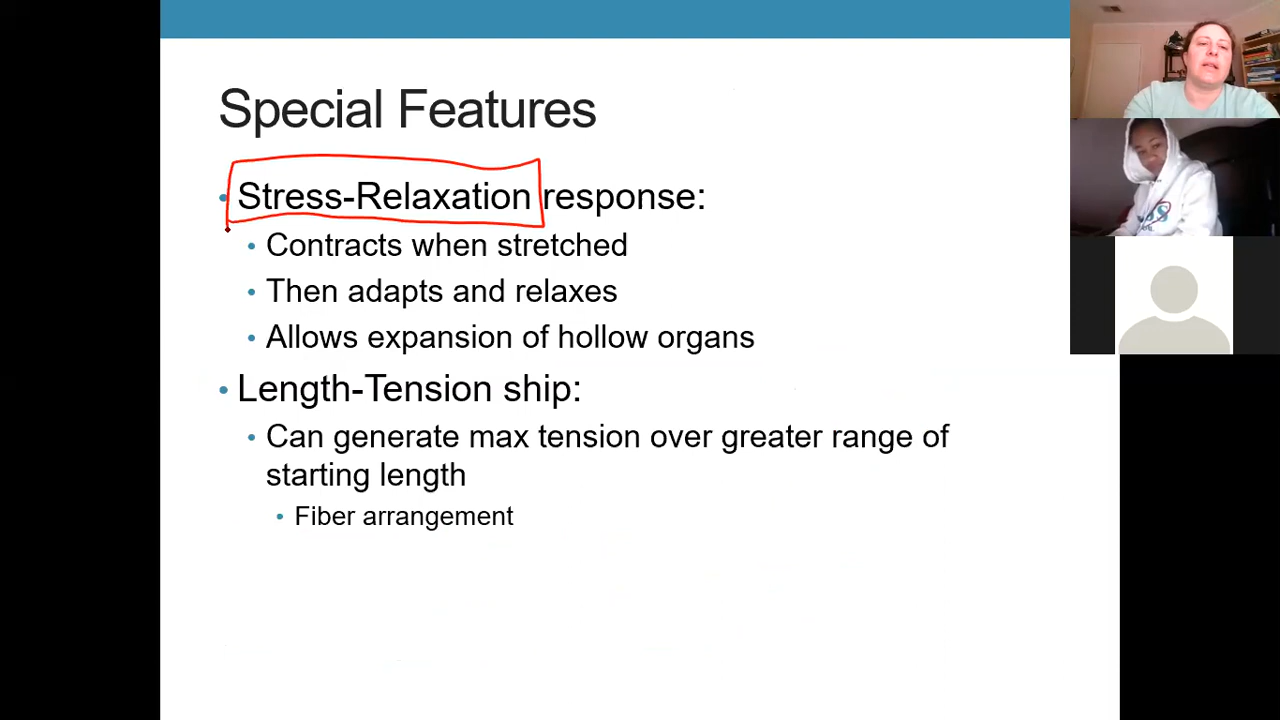 Special Features
• Stress-Relaxation response:
• Contracts when stretched
• Then adapts and relaxes
• Allows expansion of hollow organs
• Length-Tension ship:
• Can generate max tension over greater range of
starting length
• Fiber arrangement